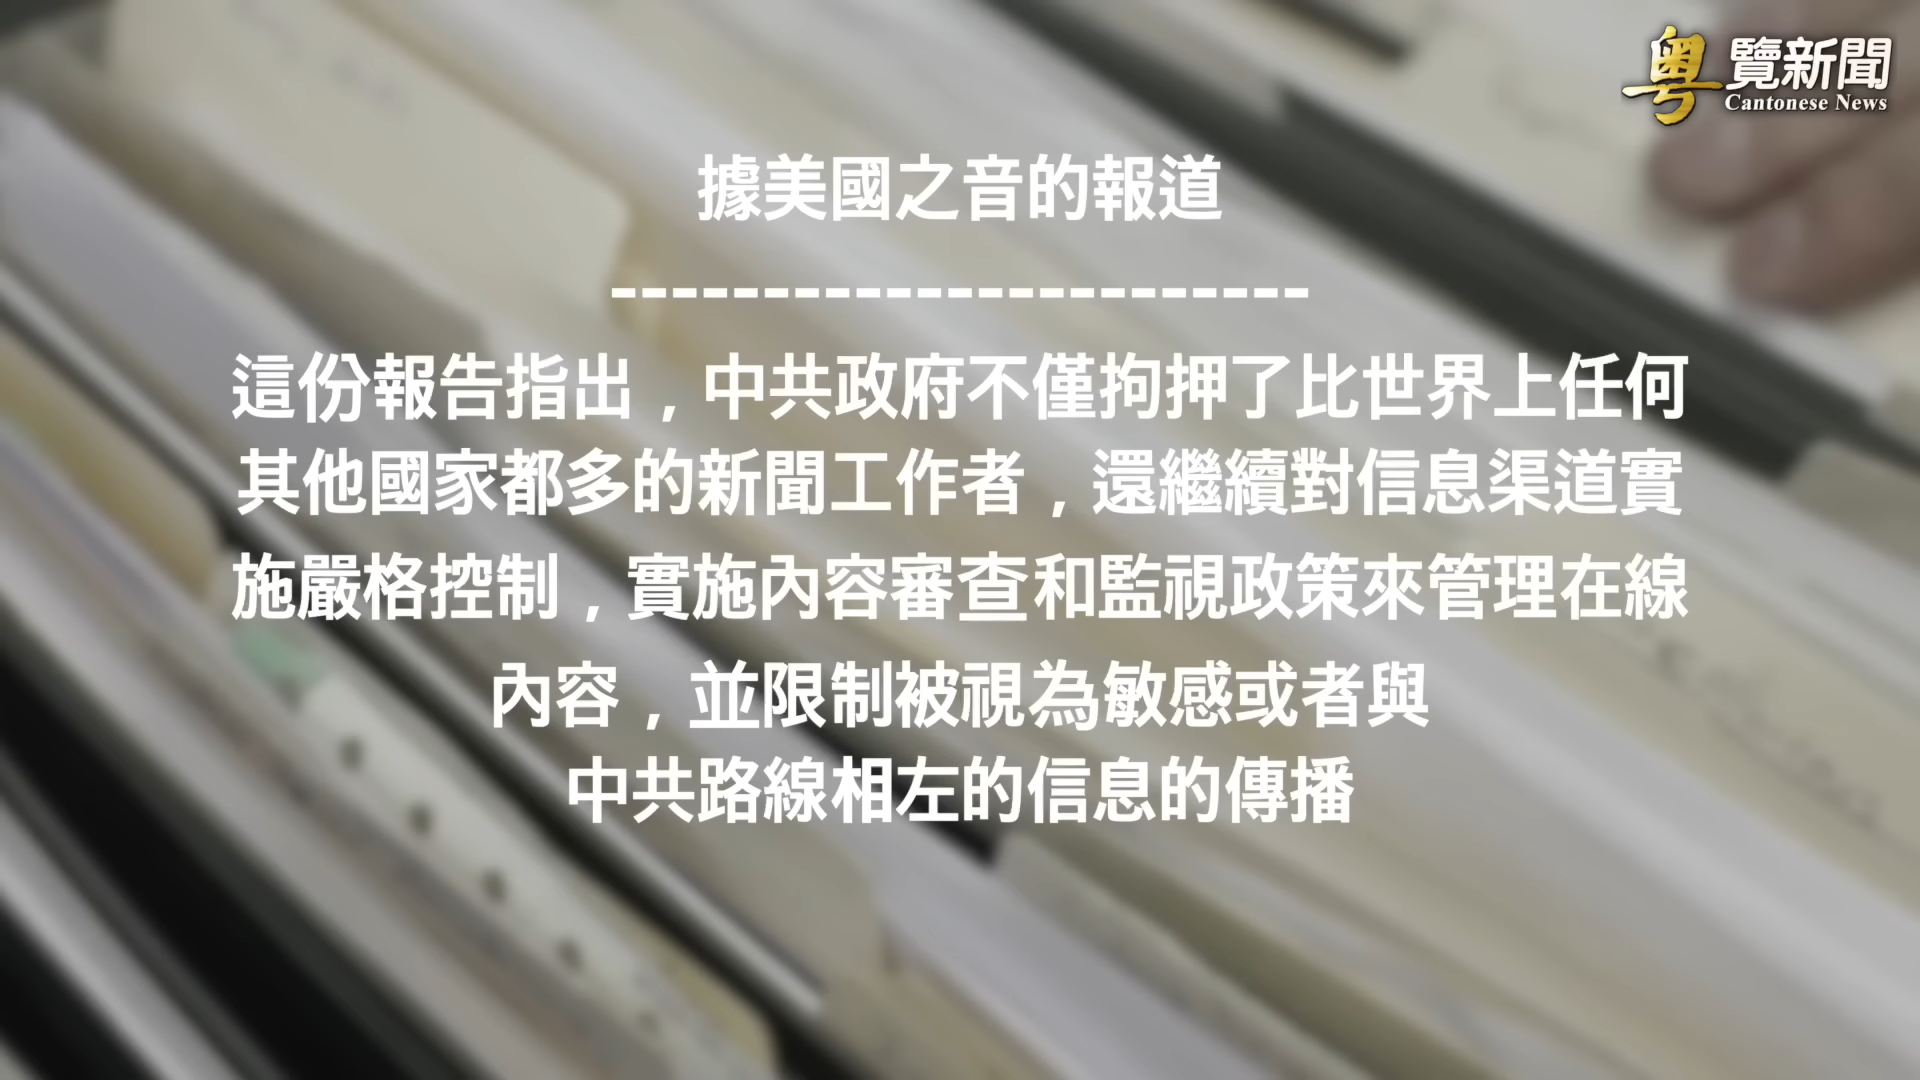 粵覽新聞
Cantonese News
據美國之音的報道
-----------------------
這份報告指出，中共政府不僅拘押了比世界上任何
其他國家都多的新聞工作者，還繼續對信息渠道實
施嚴格控制，實施內容審查和監視政策來管理在線
內容，並限制被視為敏感或者與
中共路線相左的信息的傳播